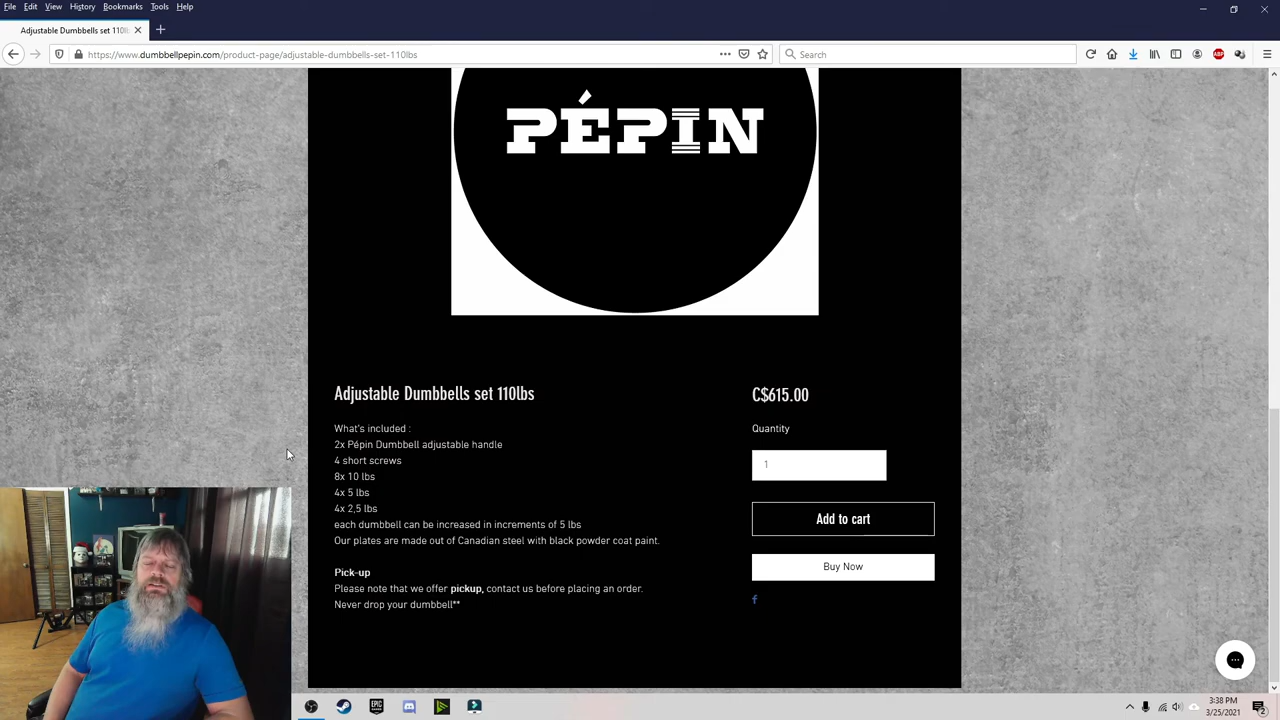 File Edit View History Bookmarks Tools Help
Adjustable Dumbbells set 110lb
https://www.dumbbellpepin.com/product-page/adjustable-dumbbells-set-110lbs
Search
ABP
PÉPIN
Adjustable Dumbbells set 110lbs
C$615.00
What's included :
2x Pépin Dumbbell adjustable handle
4 short screws
8x 10 lbs
4x 5 lbs
4x 2,5 lbs
each dumbbell can be increased in increments of 5 lbs
Our plates are made out of Canadian steel with black powder coat paint.
Quantity
1
Add to cart
Buy Now
Pick-up
Please note that we offer pickup, contact us before placing an order.
Never drop your dumbbell**
f
EPIC
3:38 PM
3/25/2021
2